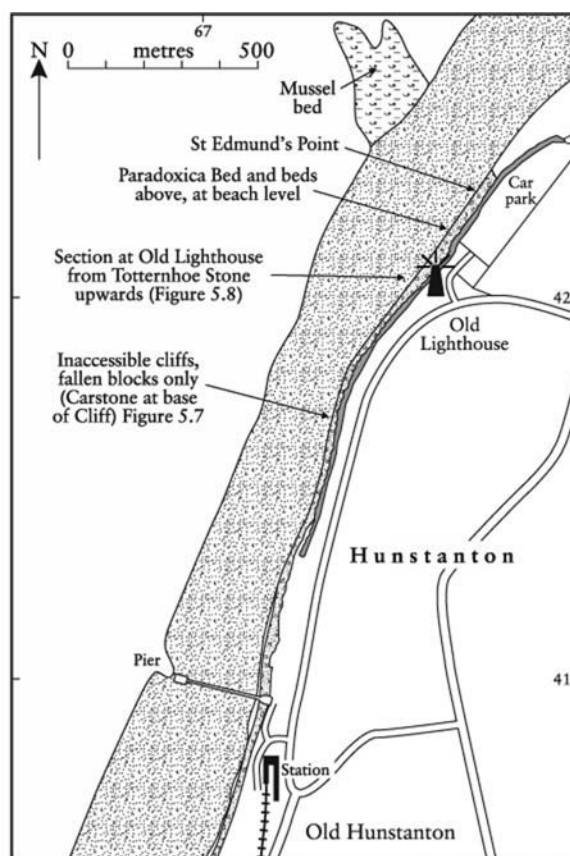 67
N
0 metres 500
Mussel
bed
St Edmund's Point
Paradoxica Bed and beds
above, at beach level
Car
park
Section at Old Lighthouse
from Totternhoe Stone
upwards (Figure 5.8)
42
Old
Lighthouse
Inaccessible cliffs,
fallen blocks only
(Carstone at base
of Cliff) Figure 5.7
Hunstanton
Pier
41
Station
Old Hunstanton